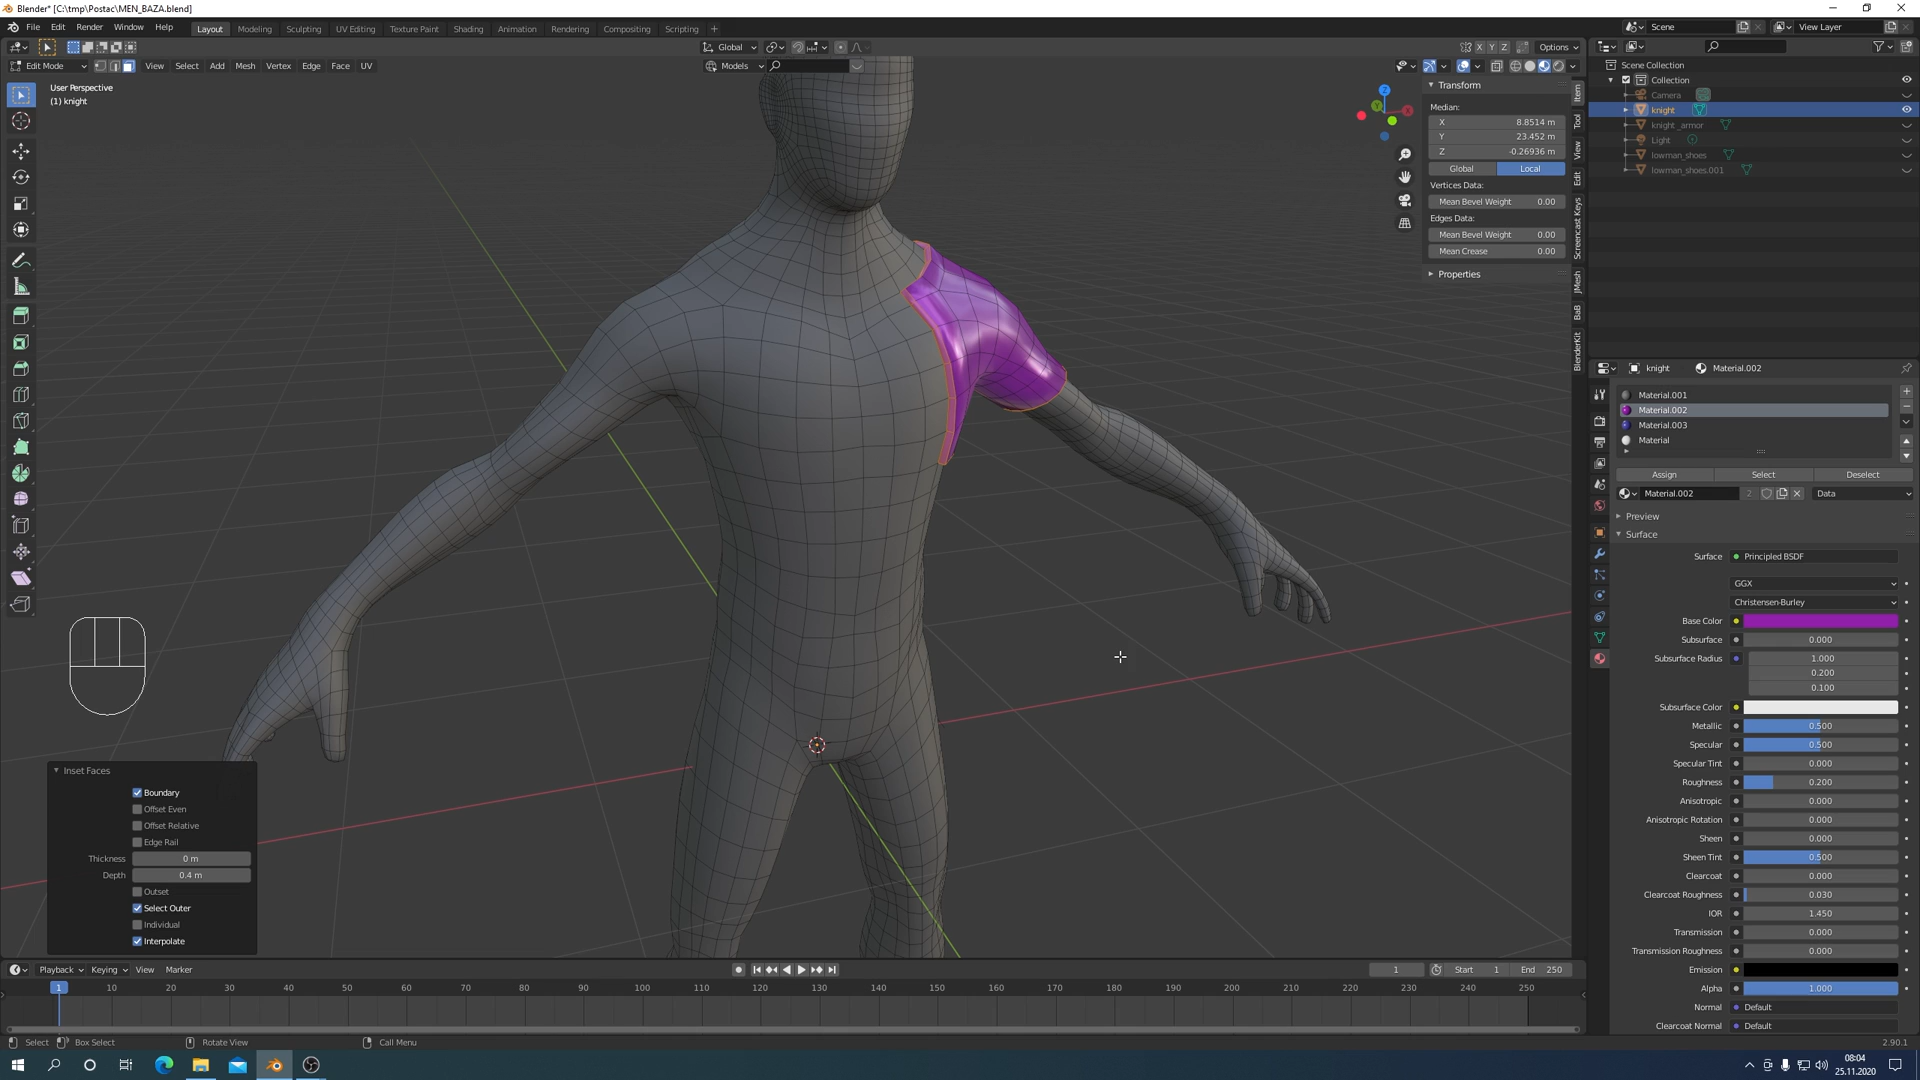 Blender* [C:\tmp\Postac\MEN_BAZA.blend]
File Edit Render Window Help
Layout Modeling Sculpting UV Editing Texture Paint Shading Animation Rendering Compositing Scripting +
Scene
View Layer
Global
X Y Z
Options
Edit Mode
View Select Add Mesh Vertex Edge Face UV
Models
User Perspective
(1) knight
Z
X
Y
Transform
Median:
X 8.8514 m
Y 23.452 m
Z -0.26936 m
Global Local
Vertices Data:
Mean Bevel Weight 0.00
Edges Data:
Mean Bevel Weight 0.00
Mean Crease 0.00
Properties
Item
Tool
View
Edit
Screencast Keys
JMesh
BaB
BlenderKit
Scene Collection
Collection
Camera
knight
knight _armor
Light
lowman_shoes
lowman_shoes.001
knight Material.002
Material.001
Material.002
Material.003
Material
Assign Select Deselect
Material.002 2 Data
Preview
Surface
Surface Principled BSDF
GGX
Christensen-Burley
Base Color
Subsurface 0.000
Subsurface Radius 1.000
0.200
0.100
Subsurface Color
Metallic 0.500
Specular 0.500
Specular Tint 0.000
Roughness 0.200
Anisotropic 0.000
Anisotropic Rotation 0.000
Sheen 0.000
Sheen Tint 0.500
Clearcoat 0.000
Clearcoat Roughness 0.030
IOR 1.450
Transmission 0.000
Transmission Roughness 0.000
Emission
Alpha 1.000
Normal Default
Clearcoat Normal Default
Inset Faces
Boundary
Offset Even
Offset Relative
Edge Rail
Thickness 0 m
Depth 0.4 m
Outset
Select Outer
Individual
Interpolate
Playback Keying View Marker
1 Start 1 End 250
1 10 20 30 40 50 60 70 80 90 100 110 120 130 140 150 160 170 180 190 200 210 220 230 240 250
Select Box Select Rotate View Call Menu
2.90.1
08:04
25.11.2020